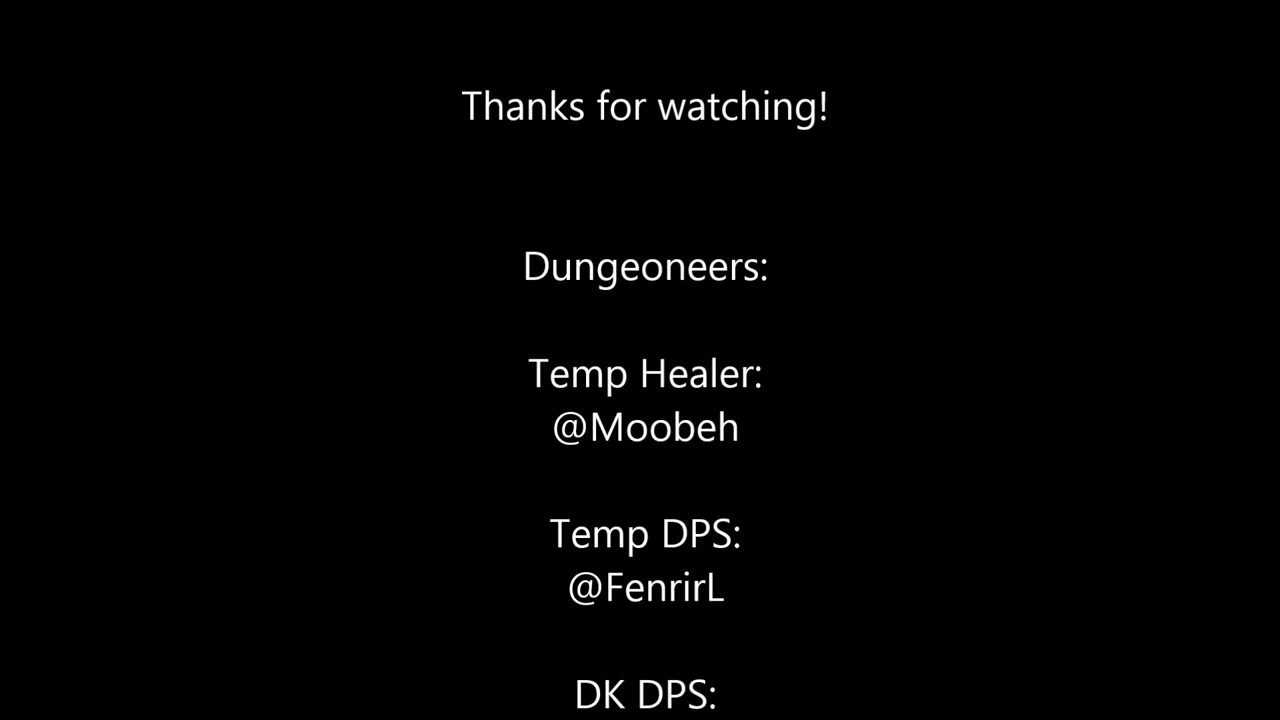 Thanks for watching!
Dungeoneers:
Temp Healer:
@Moobeh
Temp DPS:
@FenrirL
DK DPS: